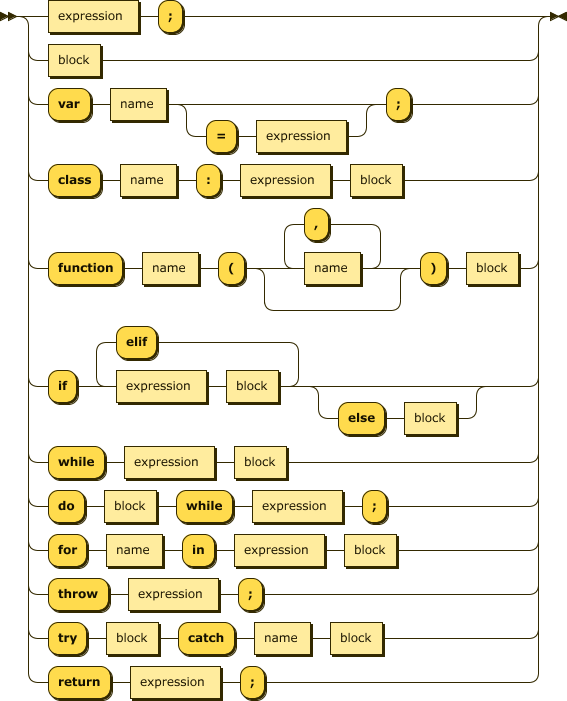 expression ;
block
var name ;
= expression
class name : expression block
,
function name ( name ) block
elif
if expression block
else block
while expression block
do block while expression ;
for name in expression block
throw expression ;
try block catch name block
return expression ;